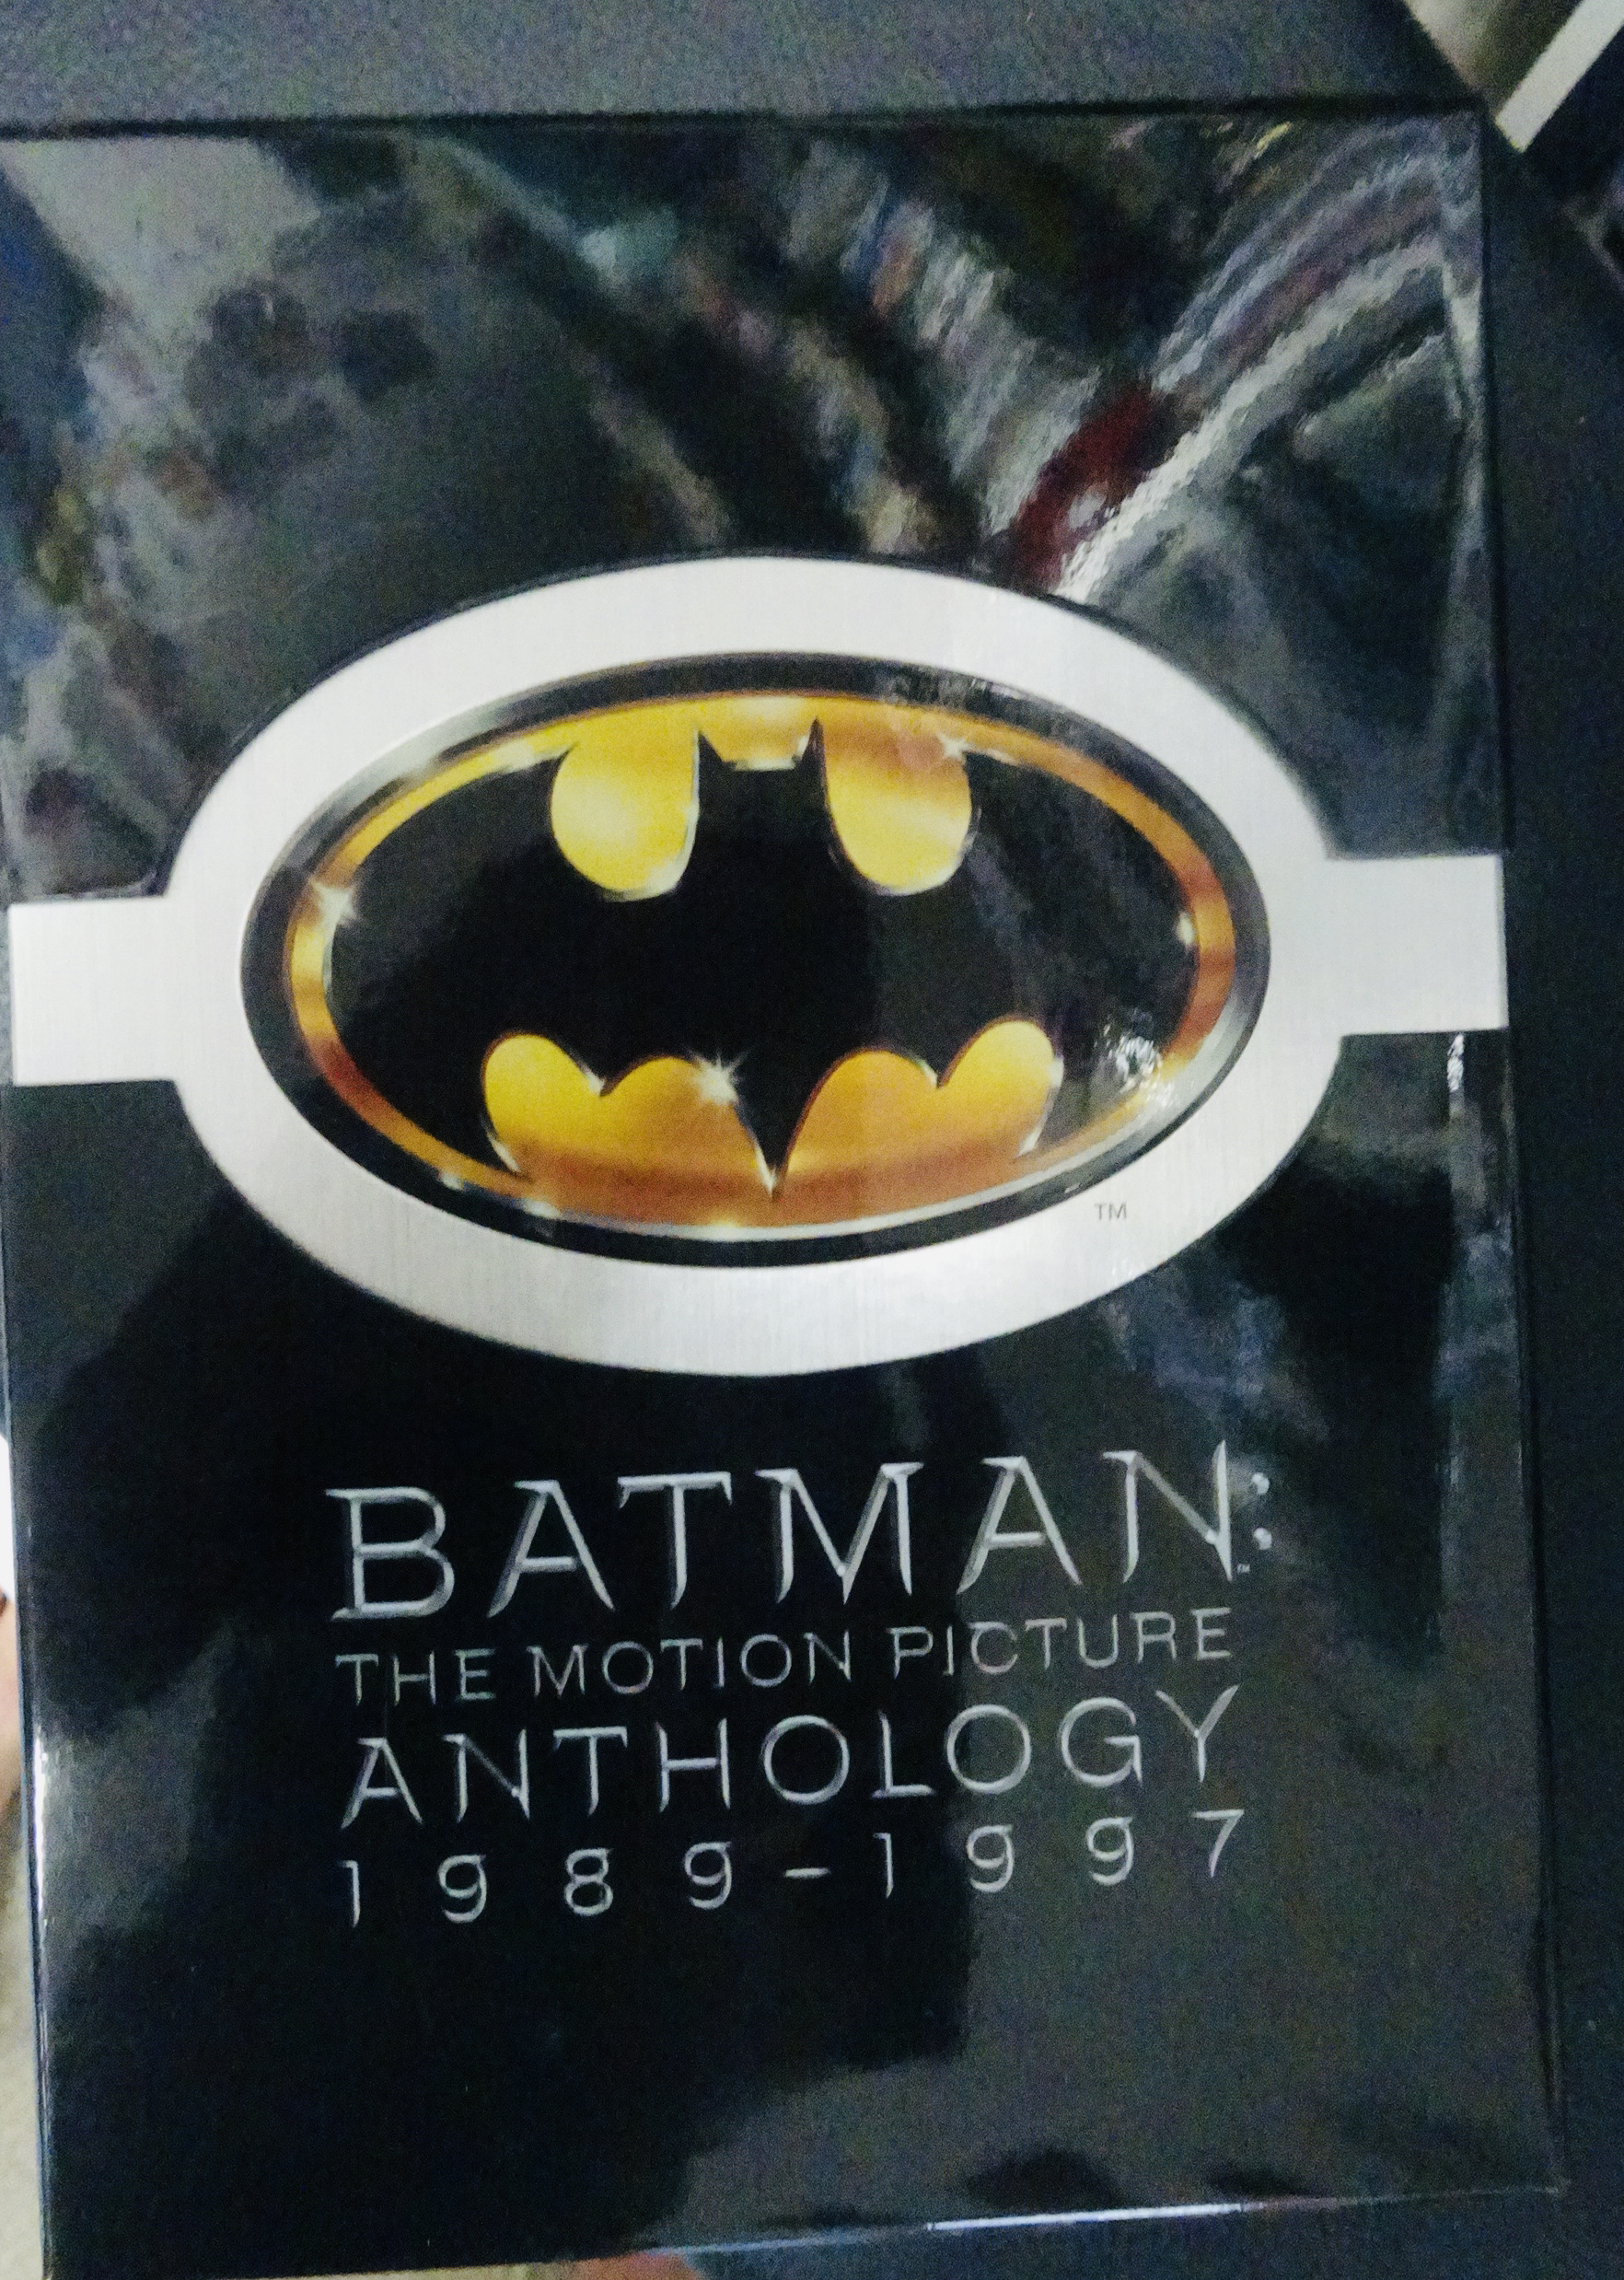 TM
BATMAN:
THE MOTION PICTURE
ANTHOLOGY
1989-1997